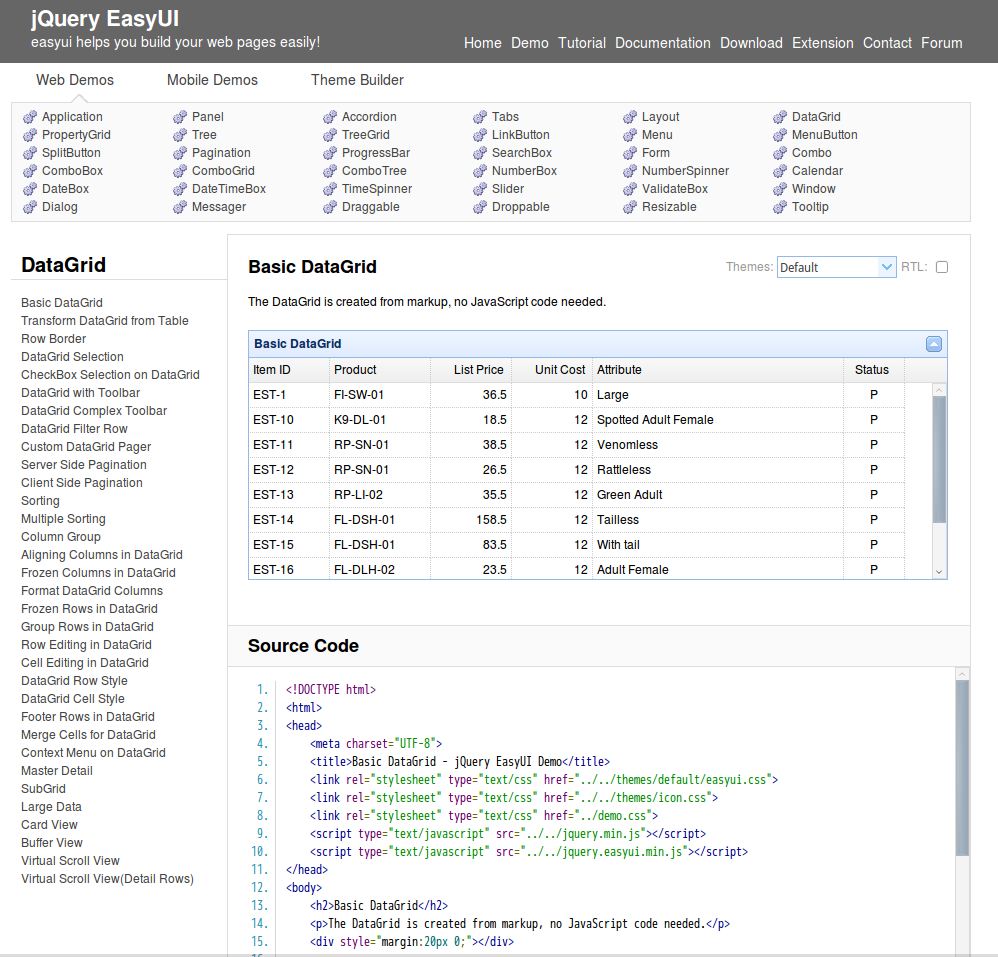 jQuery EasyUI
easyui helps you build your web pages easily!
Home Demo Tutorial Documentation Download Extension Contact Forum
Web Demos Mobile Demos Theme Builder
Application Panel Accordion Tabs Layout DataGrid
PropertyGrid Tree TreeGrid LinkButton Menu MenuButton
SplitButton Pagination ProgressBar SearchBox Form Combo
ComboBox ComboGrid ComboTree NumberBox NumberSpinner Calendar
DateBox DateTimeBox TimeSpinner Slider ValidateBox Window
Dialog Messager Draggable Droppable Resizable Tooltip
DataGrid
Basic DataGrid
Transform DataGrid from Table
Row Border
DataGrid Selection
CheckBox Selection on DataGrid
DataGrid with Toolbar
DataGrid Complex Toolbar
DataGrid Filter Row
Custom DataGrid Pager
Server Side Pagination
Client Side Pagination
Sorting
Multiple Sorting
Column Group
Aligning Columns in DataGrid
Frozen Columns in DataGrid
Format DataGrid Columns
Frozen Rows in DataGrid
Group Rows in DataGrid
Row Editing in DataGrid
Cell Editing in DataGrid
DataGrid Row Style
DataGrid Cell Style
Footer Rows in DataGrid
Merge Cells for DataGrid
Context Menu on DataGrid
Master Detail
SubGrid
Large Data
Card View
Buffer View
Virtual Scroll View
Virtual Scroll View(Detail Rows)
Basic DataGrid
Themes: Default RTL:
The DataGrid is created from markup, no JavaScript code needed.
Basic DataGrid
Item ID Product List Price Unit Cost Attribute Status
EST-1 FI-SW-01 36.5 10 Large P
EST-10 K9-DL-01 18.5 12 Spotted Adult Female P
EST-11 RP-SN-01 38.5 12 Venomless P
EST-12 RP-SN-01 26.5 12 Rattleless P
EST-13 RP-LI-02 35.5 12 Green Adult P
EST-14 FL-DSH-01 158.5 12 Tailless P
EST-15 FL-DSH-01 83.5 12 With tail P
EST-16 FL-DLH-02 23.5 12 Adult Female P
Source Code
1. <!DOCTYPE html>
2. <html>
3. <head>
4. <meta charset="UTF-8">
5. <title>Basic DataGrid - jQuery EasyUI Demo</title>
6. <link rel="stylesheet" type="text/css" href="../../themes/default/easyui.css">
7. <link rel="stylesheet" type="text/css" href="../../themes/icon.css">
8. <link rel="stylesheet" type="text/css" href="../demo.css">
9. <script type="text/javascript" src="../../jquery.min.js"></script>
10. <script type="text/javascript" src="../../jquery.easyui.min.js"></script>
11. </head>
12. <body>
13. <h2>Basic DataGrid</h2>
14. <p>The DataGrid is created from markup, no JavaScript code needed.</p>
15. <div style="margin:20px 0;"></div>